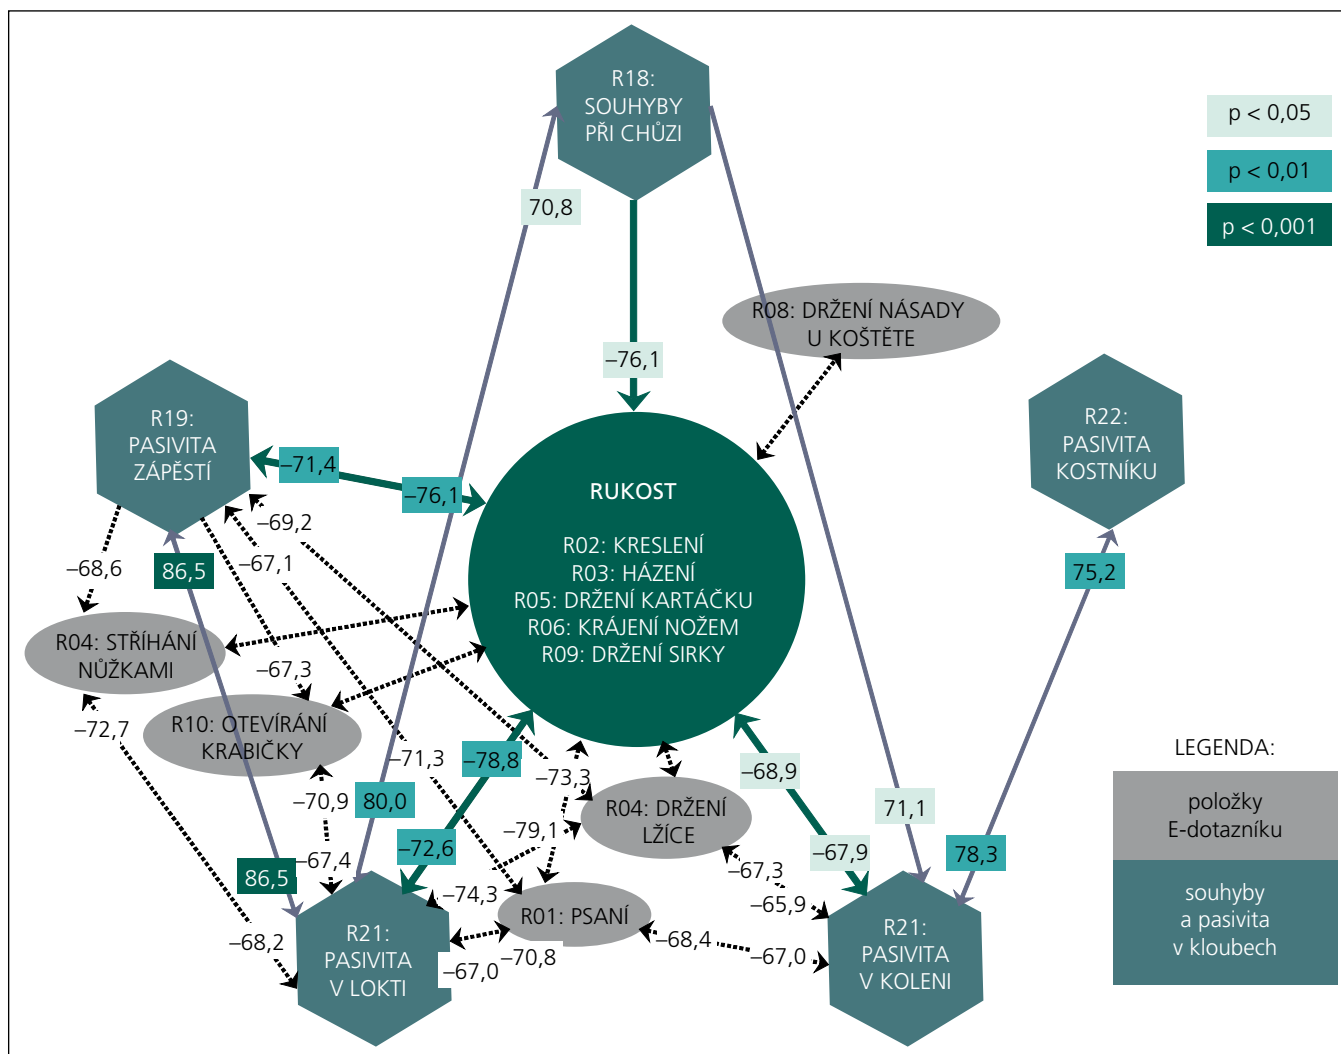 R18:
SOUHYBY
PŘI CHŮZI
p < 0,05
p < 0,01
p < 0,001
70,8
–76,1
R08: DRŽENÍ NÁSADY
U KOŠTĚTE
R19:
PASIVITA
ZÁPĚSTÍ
R22:
PASIVITA
KOSTNÍKU
–71,4
–76,1
RUKOST
R02: KRESLENÍ
R03: HÁZENÍ
R05: DRŽENÍ KARTÁČKU
R06: KRÁJENÍ NOŽEM
R09: DRŽENÍ SIRKY
–69,2
–67,1
–68,6
86,5
75,2
R04: STŘÍHÁNÍ
NŮŽKAMI
–67,3
–72,7
R10: OTEVÍRÁNÍ
KRABIČKY
–71,3
–78,8
–73,3
–68,9
–70,9
80,0
R04: DRŽENÍ
LŽÍCE
71,1
–79,1
–72,6
–67,9
78,3
–67,4
–67,3
86,5
–74,3
–65,9
R01: PSANÍ
–68,2
–70,8
–67,0
–68,4
–67,0
R21:
PASIVITA
V LOKTI
R21:
PASIVITA
V KOLENI
LEGENDA:
položky
E-dotazníku
souhyby
a pasivita
v kloubech